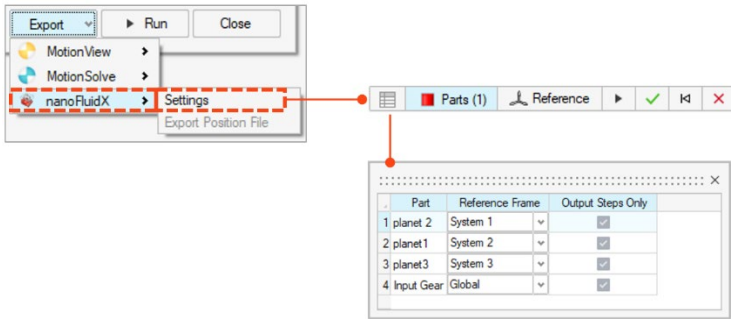 Export Run Close
MotionView
MotionSolve
nanoFluidX Settings
Export Position File
Parts (1) Reference
Part Reference Frame Output Steps Only
1 planet 2 System 1
2 planet1 System 2
3 planet3 System 3
4 Input Gear Global